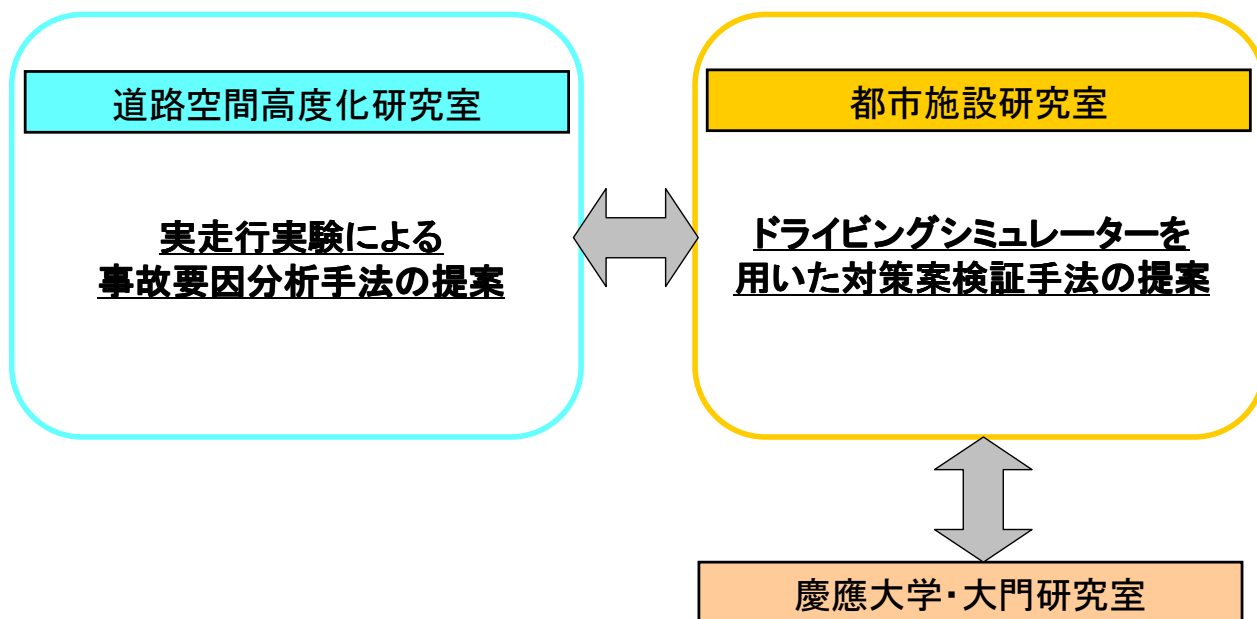 道路空間高度化研究室
実走行実験による
事故要因分析手法の提案
都市施設研究室
ドライビングシミュレーターを
用いた対策案検証手法の提案
慶應大学・大門研究室